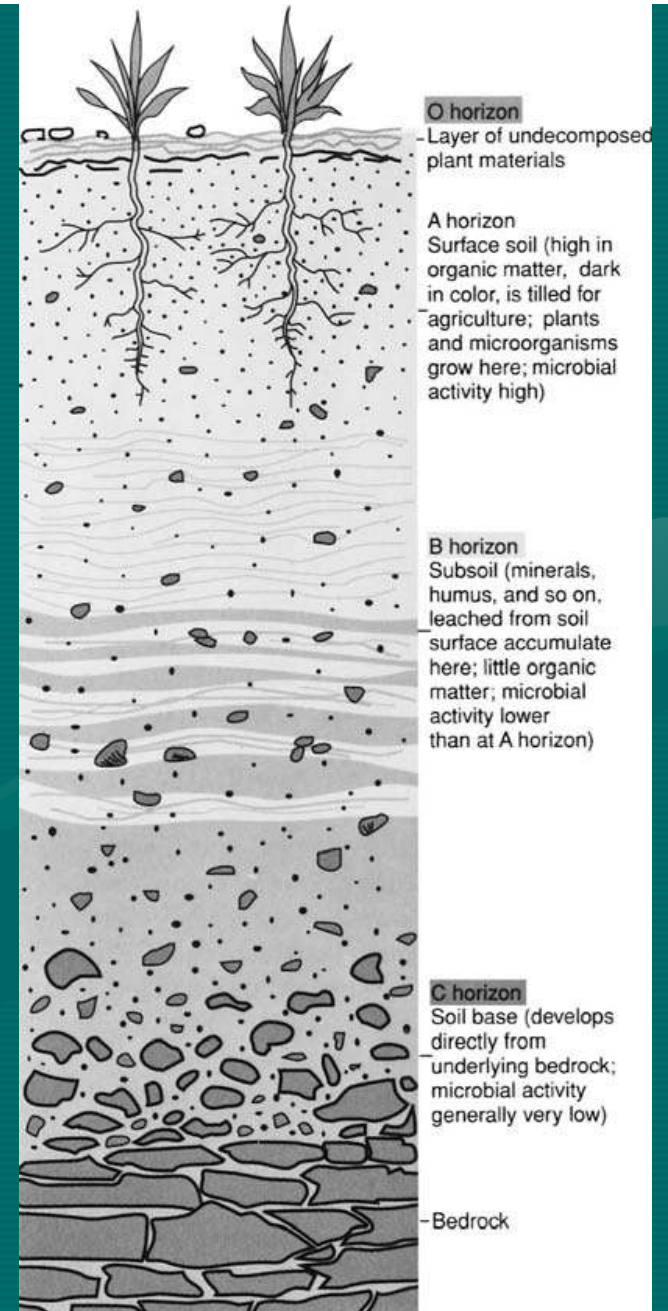 O horizon
Layer of undecomposed
plant materials
A horizon
Surface soil (high in
organic matter, dark
in color, is tilled for
agriculture; plants
and microorganisms
grow here; microbial
activity high)
B horizon
Subsoil (minerals,
humus, and so on,
leached from soil
surface accumulate
here; little organic
matter; microbial
activity lower
than at A horizon)
C horizon
Soil base (develops
directly from
underlying bedrock;
microbial activity
generally very low)
Bedrock